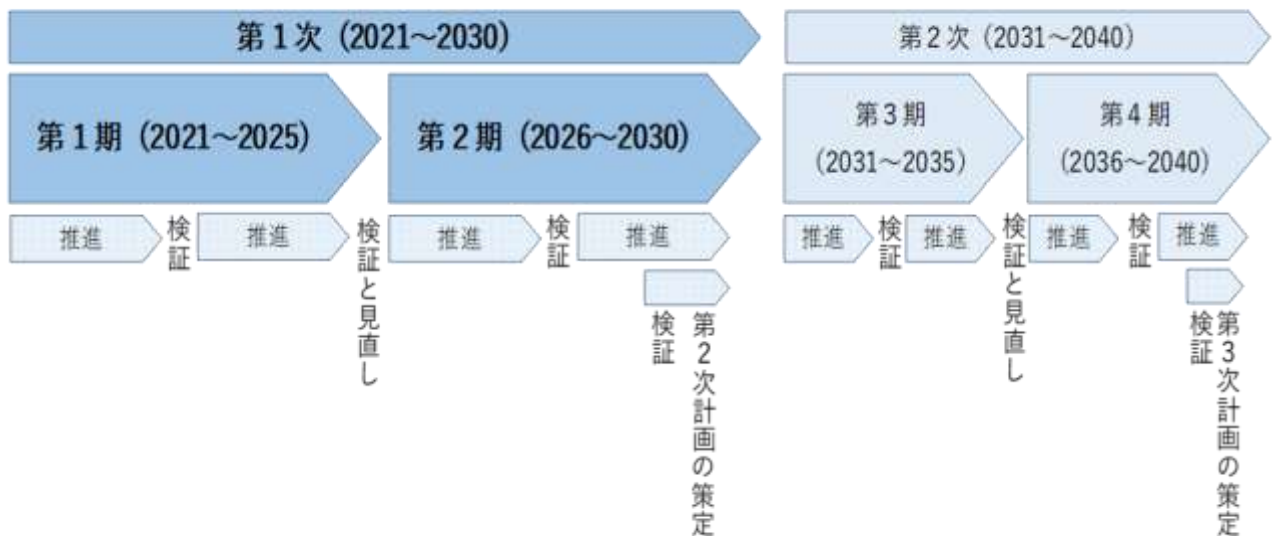 第1次（2021～2030）
第2次（2031～2040）
第1期（2021～2025）
第2期（2026～2030）
第3期
（2031～2035）
第4期
（2036～2040）
推進
検証
推進
検証と見直し
推進
検証
推進
推進
検証
推進
検証と見直し
推進
検証
推進
検証
第2次計画の策定
検証
第3次計画の策定